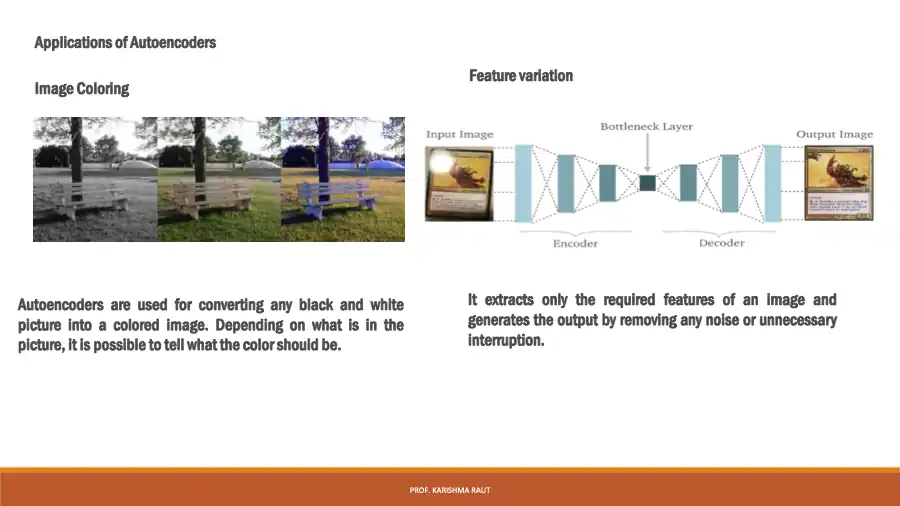 Applications of Autoencoders
Image Coloring
Autoencoders are used for converting any black and white
picture into a colored image. Depending on what is in the
picture, it is possible to tell what the color should be.
Feature variation
Input Image
Bottleneck Layer
Output Image
Encoder
Decoder
It extracts only the required features of an image and
generates the output by removing any noise or unnecessary
interruption.
PROF. KARISHMA RAUT